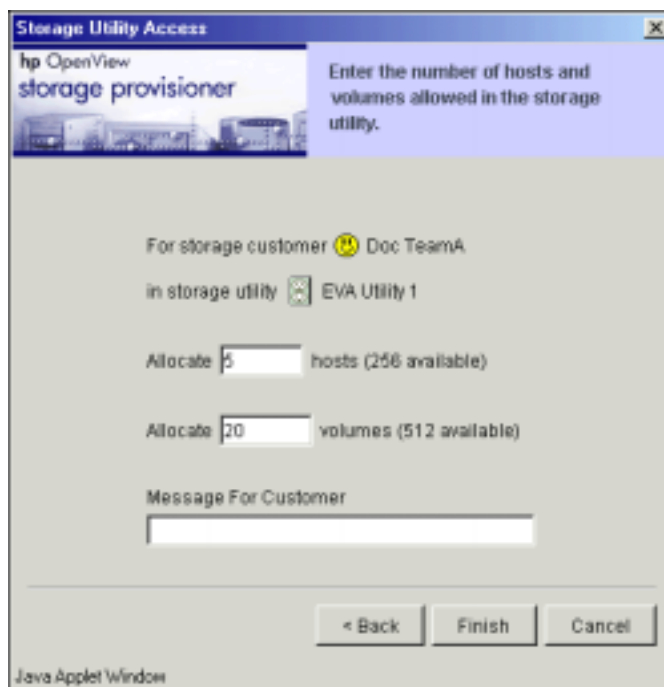 Storage Utility Access
hp OpenView
storage provisioner
Enter the number of hosts and
volumes allowed in the storage
utility.
For storage customer Doc TeamA
in storage utility EVA Utility 1
Allocate 5 hosts (256 available)
Allocate 20 volumes (512 available)
Message For Customer
< Back Finish Cancel
Java Applet Window